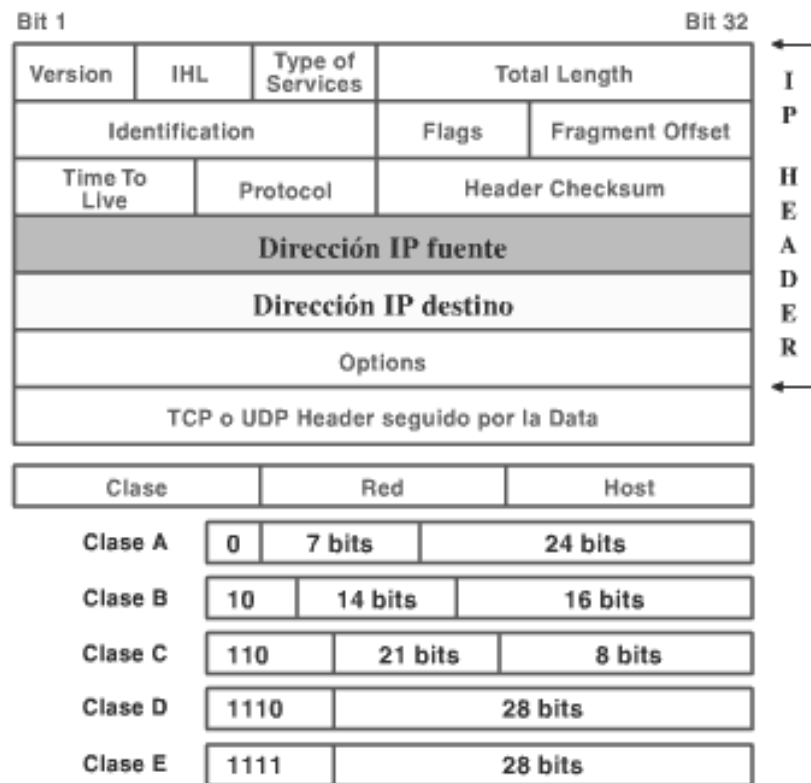 Bit 1 Bit 32
Version IHL Type of Services Total Length
Identification Flags Fragment Offset
Time To Live Protocol Header Checksum
Dirección IP fuente
Dirección IP destino
Options
TCP o UDP Header seguido por la Data
IP HEADER
Clase Red Host
Clase A 0 7 bits 24 bits
Clase B 10 14 bits 16 bits
Clase C 110 21 bits 8 bits
Clase D 1110 28 bits
Clase E 1111 28 bits